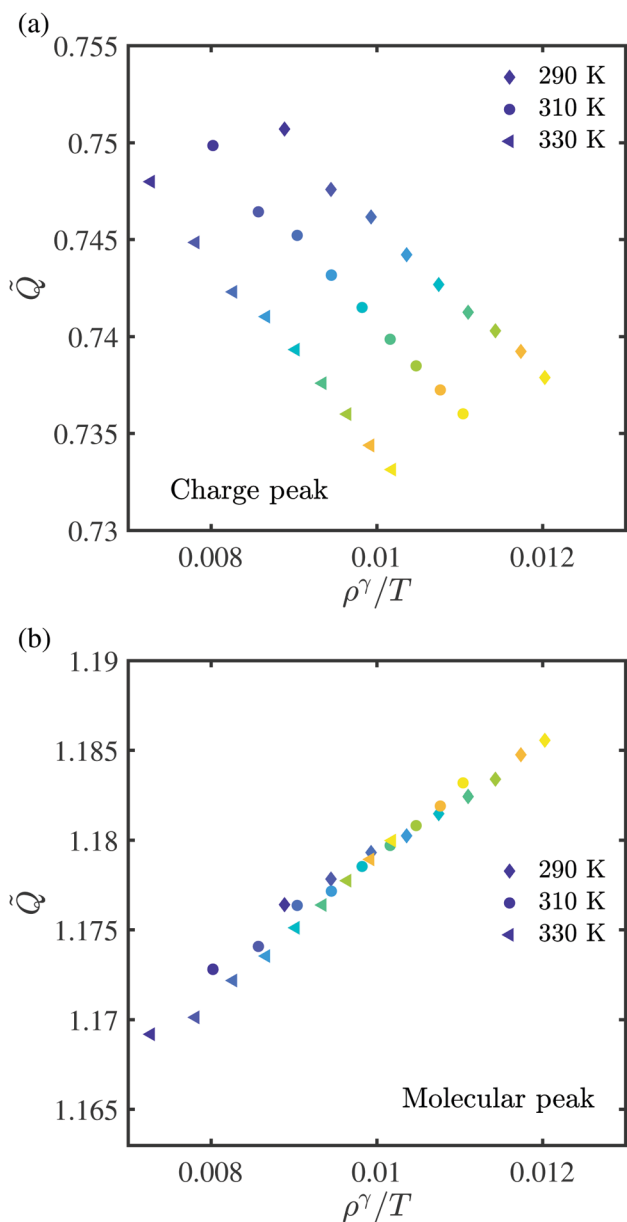 (a)
0.755
0.75
0.745
0.74
0.735
0.73
Q̃
290 K
310 K
330 K
Charge peak
0.008
0.01
0.012
ρ^γ/T
(b)
1.19
1.185
1.18
1.175
1.17
1.165
Q̃
290 K
310 K
330 K
Molecular peak
0.008
0.01
0.012
ρ^γ/T